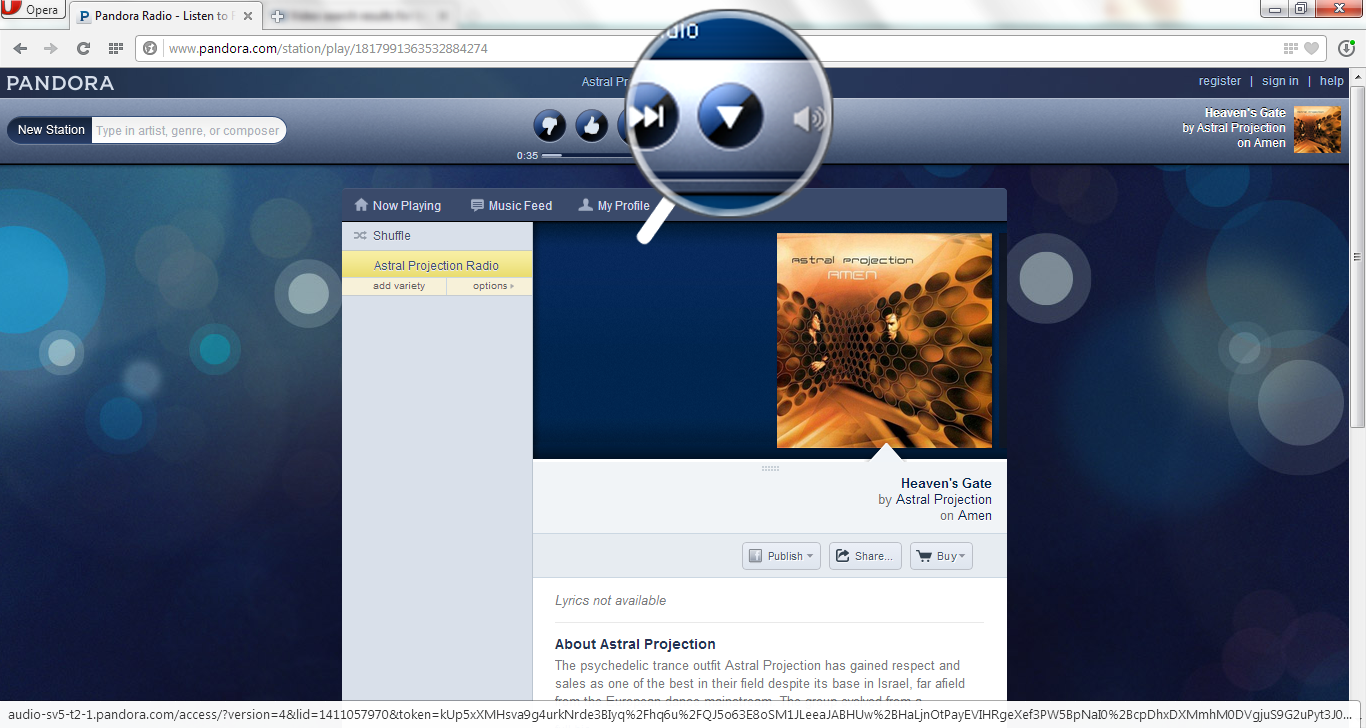 Opera
Pandora Radio - Listen to
www.pandora.com/station/play/1817991363532884274
PANDORA
Astral Pr
dio
register | sign in | help
New Station
Type in artist, genre, or composer
0:35
Heaven's Gate
by Astral Projection
on Amen
Now Playing
Music Feed
My Profile
Shuffle
Astral Projection Radio
add variety
options
astral projection
AMEN
Heaven's Gate
by Astral Projection
on Amen
Publish
Share...
Buy
Lyrics not available
About Astral Projection
The psychedelic trance outfit Astral Projection has gained respect and
sales as one of the best in their field despite its base in Israel, far afield
from the European dance mainstream. The group evolved from a
audio-sv5-t2-1.pandora.com/access/?version=4&lid=1411057970&token=kUp5xXMHsva9g4urkNrde3BIyq%2Fhq6u%2FQJ5o63E8oSM1JLeeaJABHUw%2BHaLjnOtPayEVIHRgeXef3PW5BpNaI0%2BcpDhxDXMmhM0DVgjuS9G2uPyt3J0...